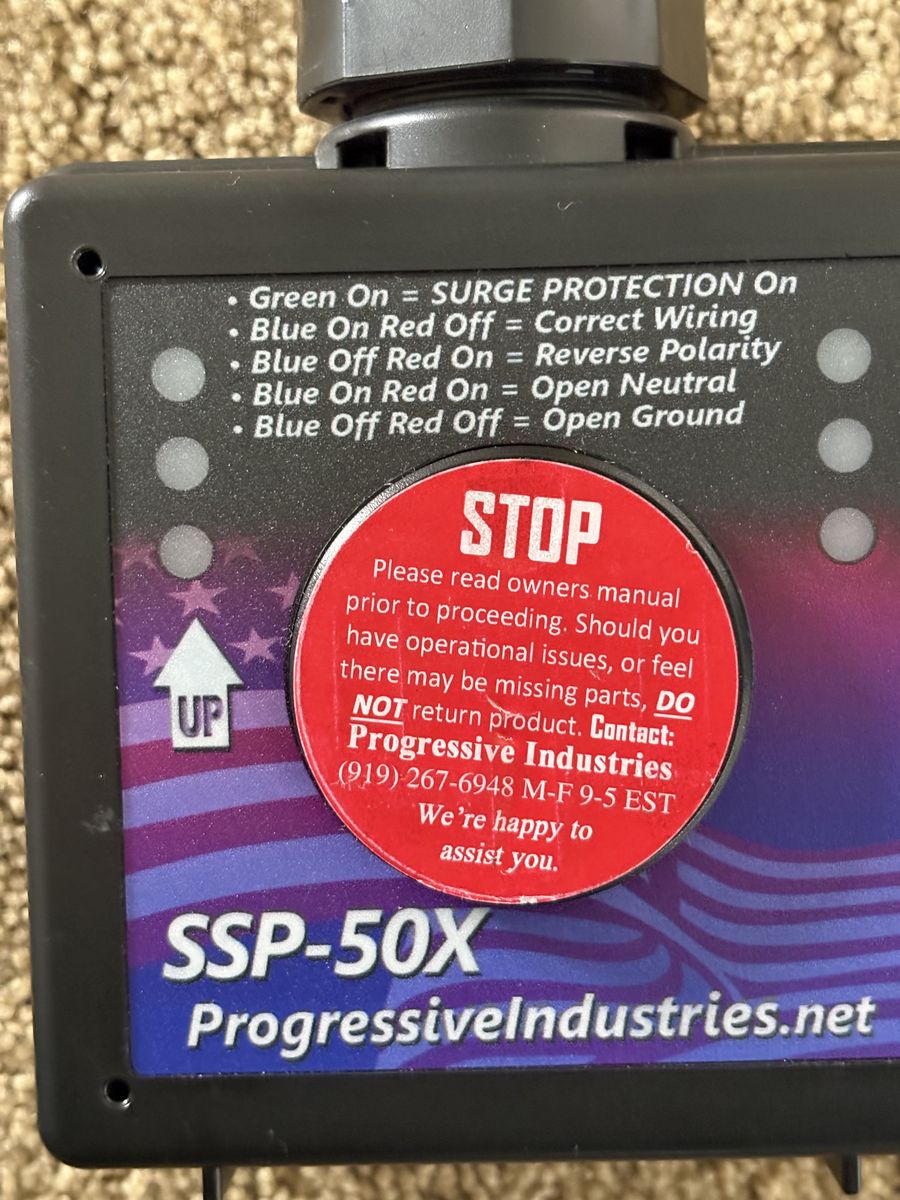 • Green On = SURGE PROTECTION On
• Blue On Red Off = Correct Wiring
• Blue Off Red On = Reverse Polarity
• Blue On Red On = Open Neutral
• Blue Off Red Off = Open Ground
STOP
Please read owners manual
prior to proceeding. Should you
have operational issues, or feel
there may be missing parts, DO
NOT return product. Contact:
Progressive Industries
(919) 267-6948 M-F 9-5 EST
We're happy to
assist you.
UP
SSP-50X
ProgressiveIndustries.net